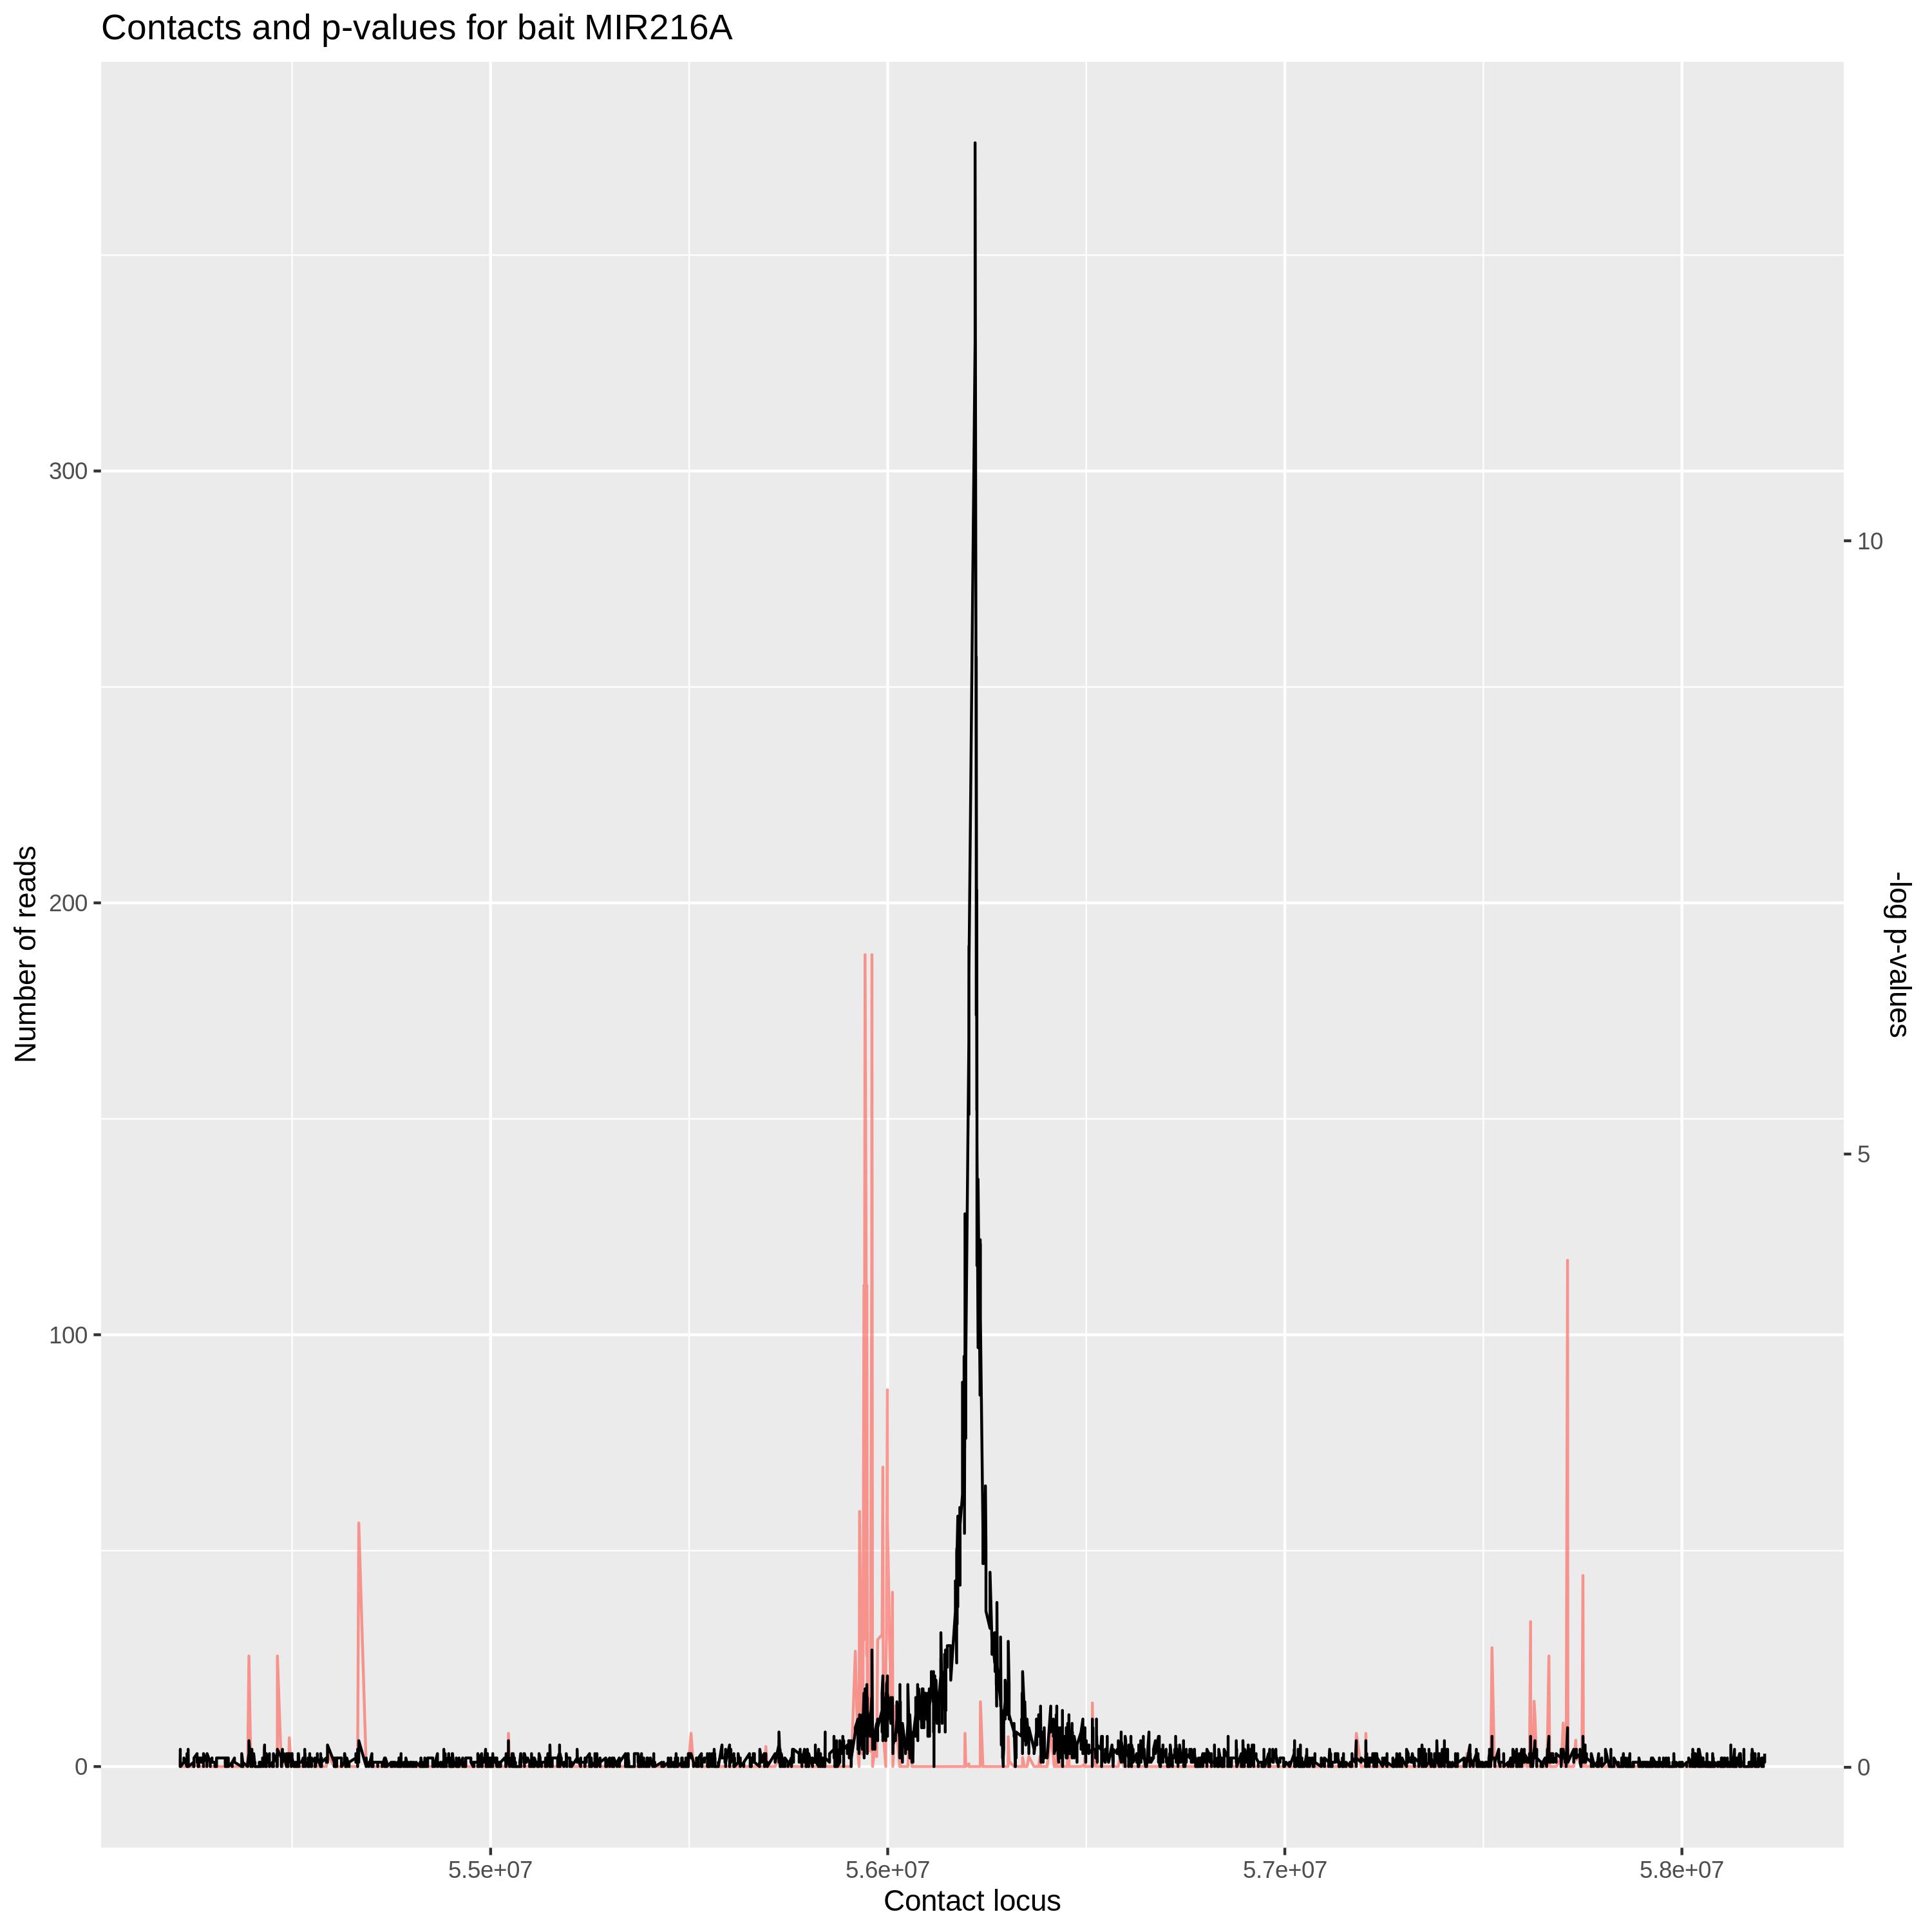 Contacts and p-values for bait MIR216A
Number of reads
300
200
100
0
-log p-values
10
5
0
5.5e+07
5.6e+07
5.7e+07
5.8e+07
Contact locus